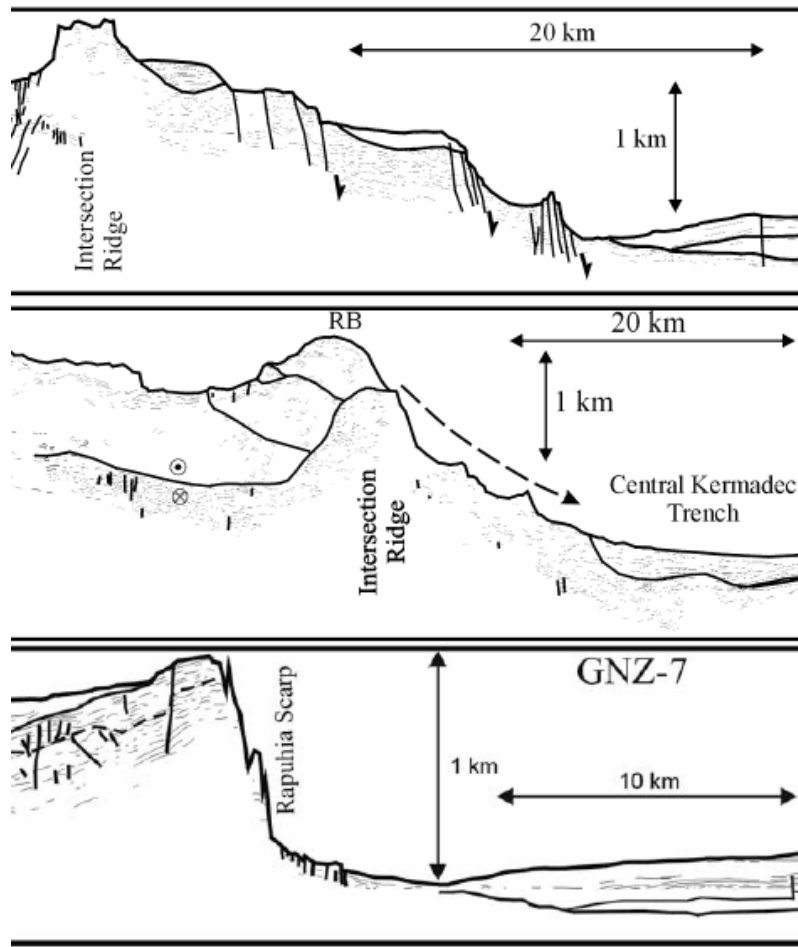 20 km
1 km
Intersection
Ridge
RB
20 km
1 km
Central Kermadec
Trench
Intersection
Ridge
GNZ-7
Rapuhia Scarp
1 km
10 km